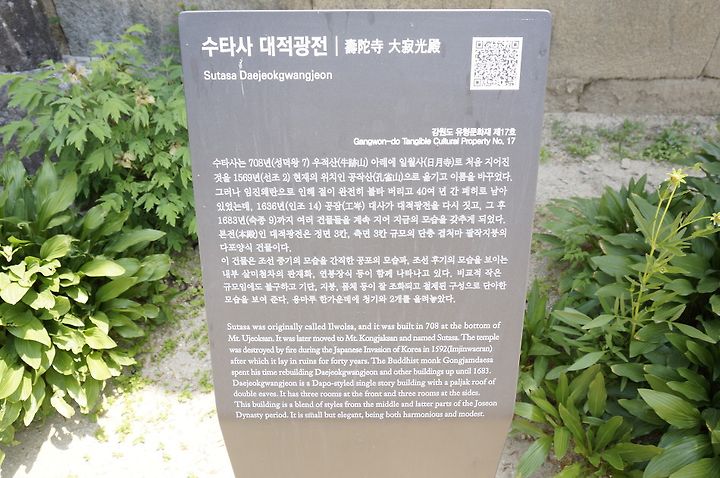 수타사 대적광전 | 壽陀寺 大寂光殿
Sutasa Daejeokgwangjeon
강원도 유형문화재 제17호
Gangwon-do Tangible Cultural Property No. 17
수타사는 708년(성덕왕 7) 우적산(牛跡山) 아래에 일월사(日月寺)로 처음 지어진
것을 1569년(선조 2) 현재의 위치인 공작산(孔雀山)으로 옮기고 이름을 바꾸었다.
그러나 임진왜란으로 인해 절이 완전히 불타 버리고 40여 년 간 폐허로 남아
있었는데, 1636년(인조 14) 공잠(工岑) 대사가 대적광전을 다시 짓고, 그 후
1683년(숙종 9)까지 여러 건물들을 계속 지어 지금의 모습을 갖추게 되었다.
본전(本殿)인 대적광전은 정면 3칸, 측면 3칸 규모의 단층 겹처마 팔작지붕의
다포양식 건물이다.
이 건물은 조선 중기의 모습을 간직한 공포의 모습과, 조선 후기의 모습을 보이는
내부 살미첨차의 판재화, 연봉장식 등이 함께 나타나고 있다. 비교적 작은
규모임에도 불구하고 기단, 지붕, 몸체 등이 잘 조화되고 절제된 구성으로 단아한
모습을 보여 준다. 용마루 한가운데에 청기와 2개를 올려놓았다.
Sutasa was originally called Ilwolsa, and it was built in 708 at the bottom of
Mt. Ujeoksan. It was later moved to Mt. Kongjaksan and named Sutasa. The temple
was destroyed by fire during the Japanese Invasion of Korea in 1592(Imjinwaeran)
after which it lay in ruins for forty years. The Buddhist monk Gongjamdaesa
spent his time rebuilding Daejeokgwangjeon and other buildings up until 1683.
Daejeokgwangjeon is a Dapo-styled single story building with a paljak roof of
double eaves. It has three rooms at the front and three rooms at the sides.
This building is a blend of styles from the middle and latter parts of the Joseon
Dynasty period. It is small but elegant, being both harmonious and modest.